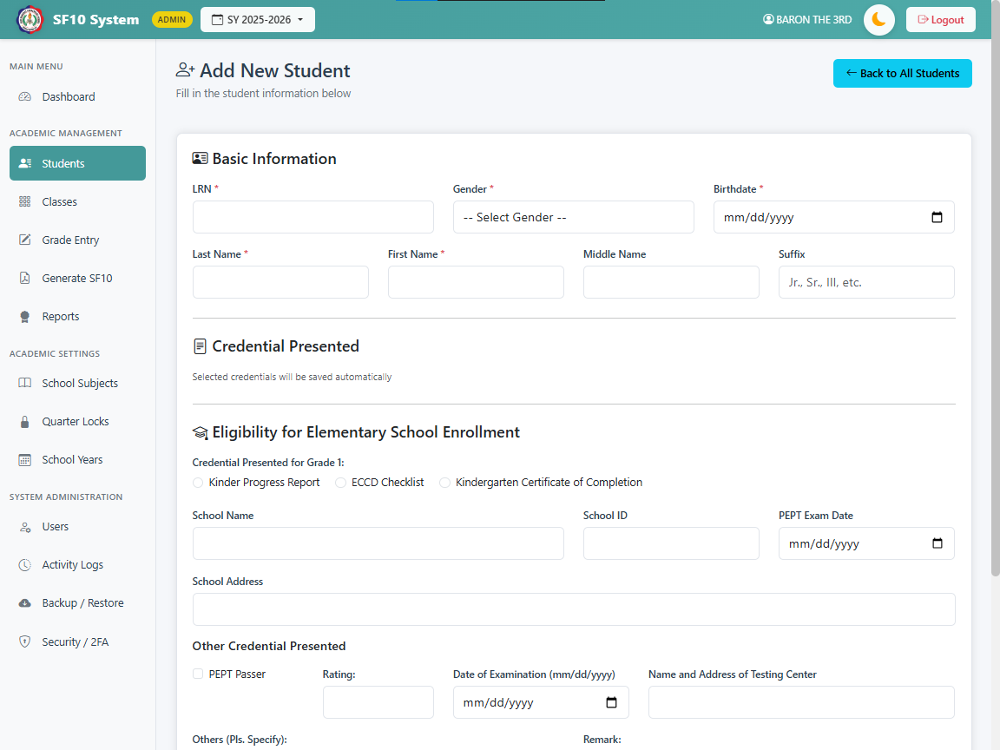 SF10 System
ADMIN
SY 2025-2026
BARON THE 3RD
Logout
MAIN MENU
Dashboard
ACADEMIC MANAGEMENT
Students
Classes
Grade Entry
Generate SF10
Reports
ACADEMIC SETTINGS
School Subjects
Quarter Locks
School Years
SYSTEM ADMINISTRATION
Users
Activity Logs
Backup / Restore
Security / 2FA
Add New Student
Fill in the student information below
← Back to All Students
Basic Information
LRN * Gender * Birthdate *
-- Select Gender -- mm/dd/yyyy
Last Name * First Name * Middle Name Suffix
Jr., Sr., III, etc.
Credential Presented
Selected credentials will be saved automatically
Eligibility for Elementary School Enrollment
Credential Presented for Grade 1:
Kinder Progress Report ECCD Checklist Kindergarten Certificate of Completion
School Name School ID PEPT Exam Date
mm/dd/yyyy
School Address
Other Credential Presented
PEPT Passer Rating: Date of Examination (mm/dd/yyyy) Name and Address of Testing Center
mm/dd/yyyy
Others (Pls. Specify): Remark: